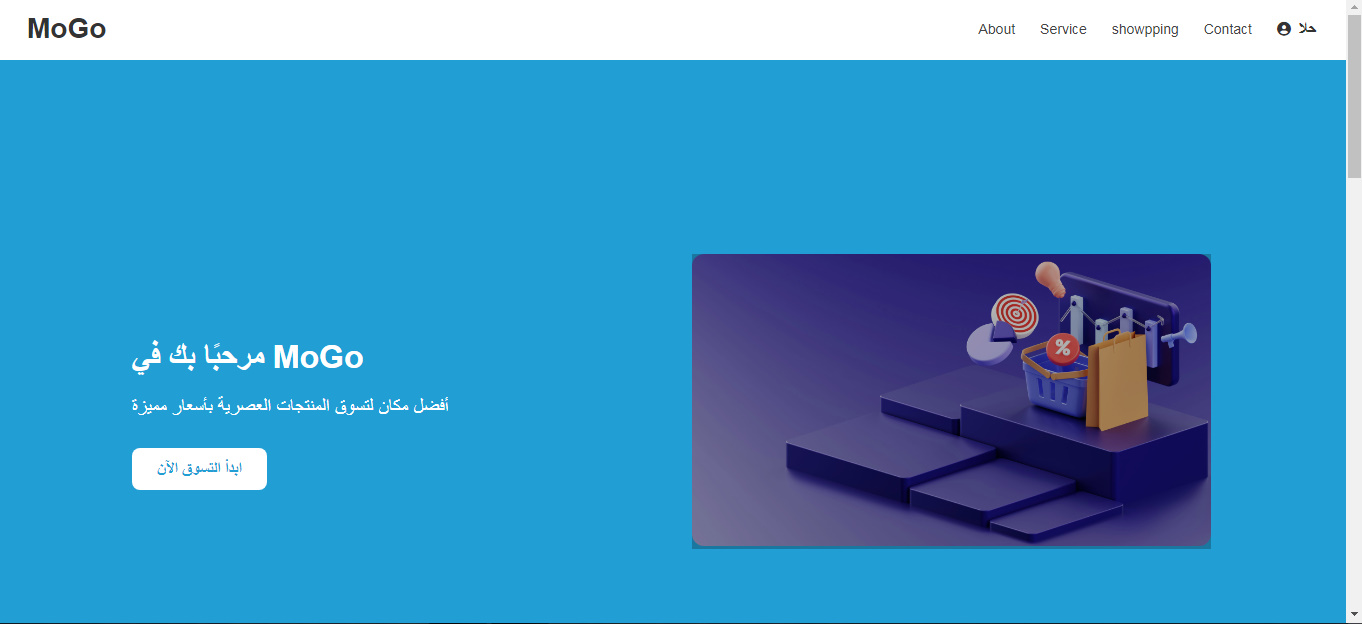 MoGo
About
Service
showpping
Contact
حلا
مرحبًا بك في MoGo
أفضل مكان لتسوق المنتجات العصرية بأسعار مميزة
ابدأ التسوق الآن
%